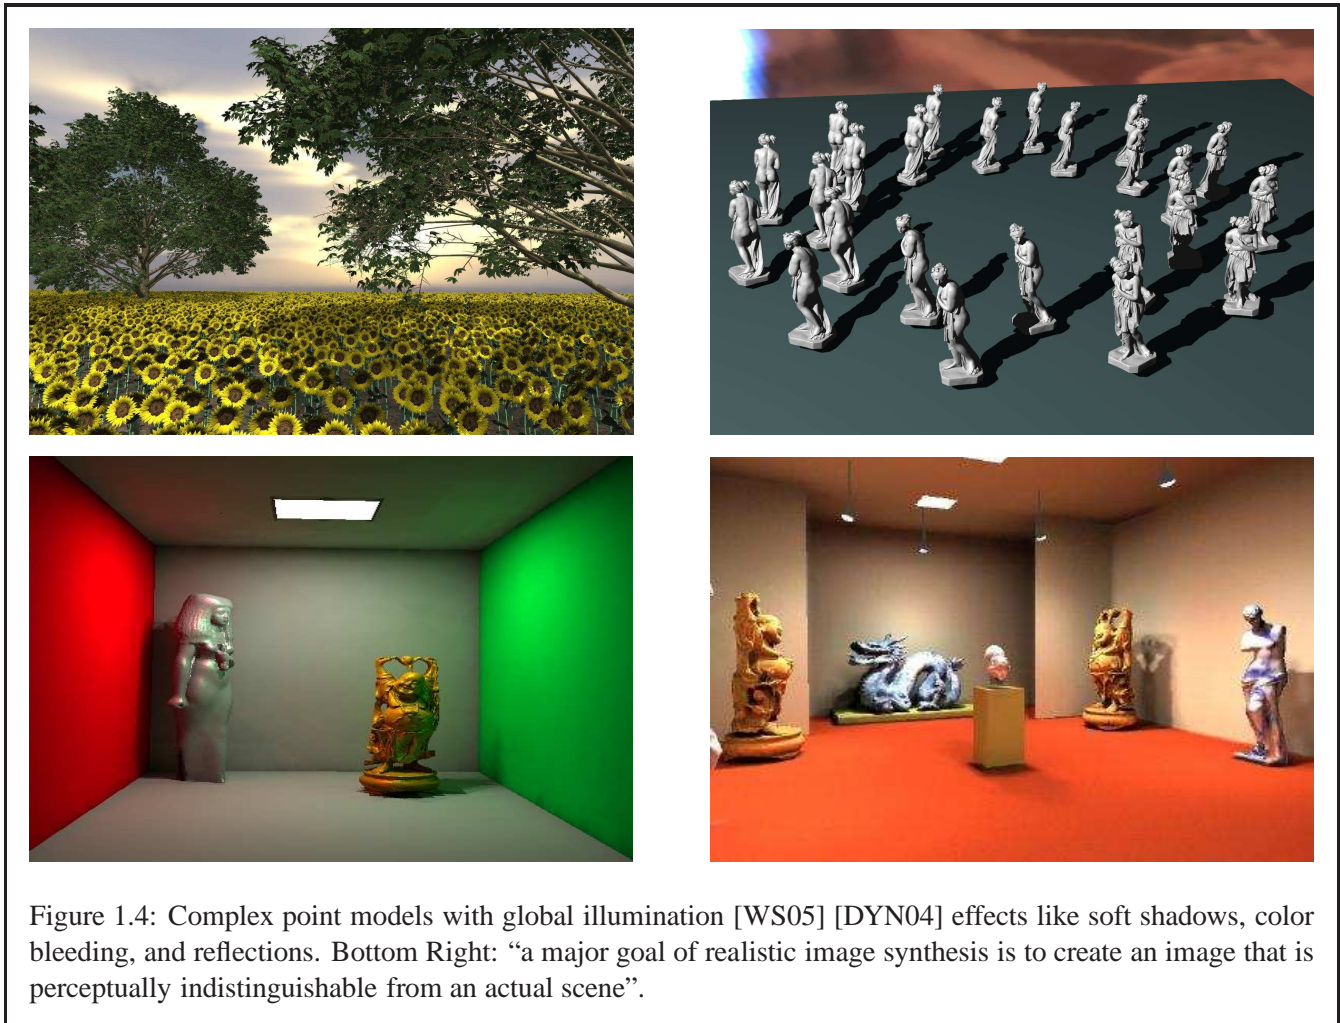 Figure 1.4: Complex point models with global illumination [WS05] [DYN04] effects like soft shadows, color
bleeding, and reflections. Bottom Right: “a major goal of realistic image synthesis is to create an image that is
perceptually indistinguishable from an actual scene”.